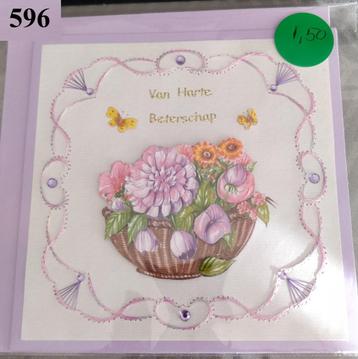 596
1,50
Van Harte
Beterschap